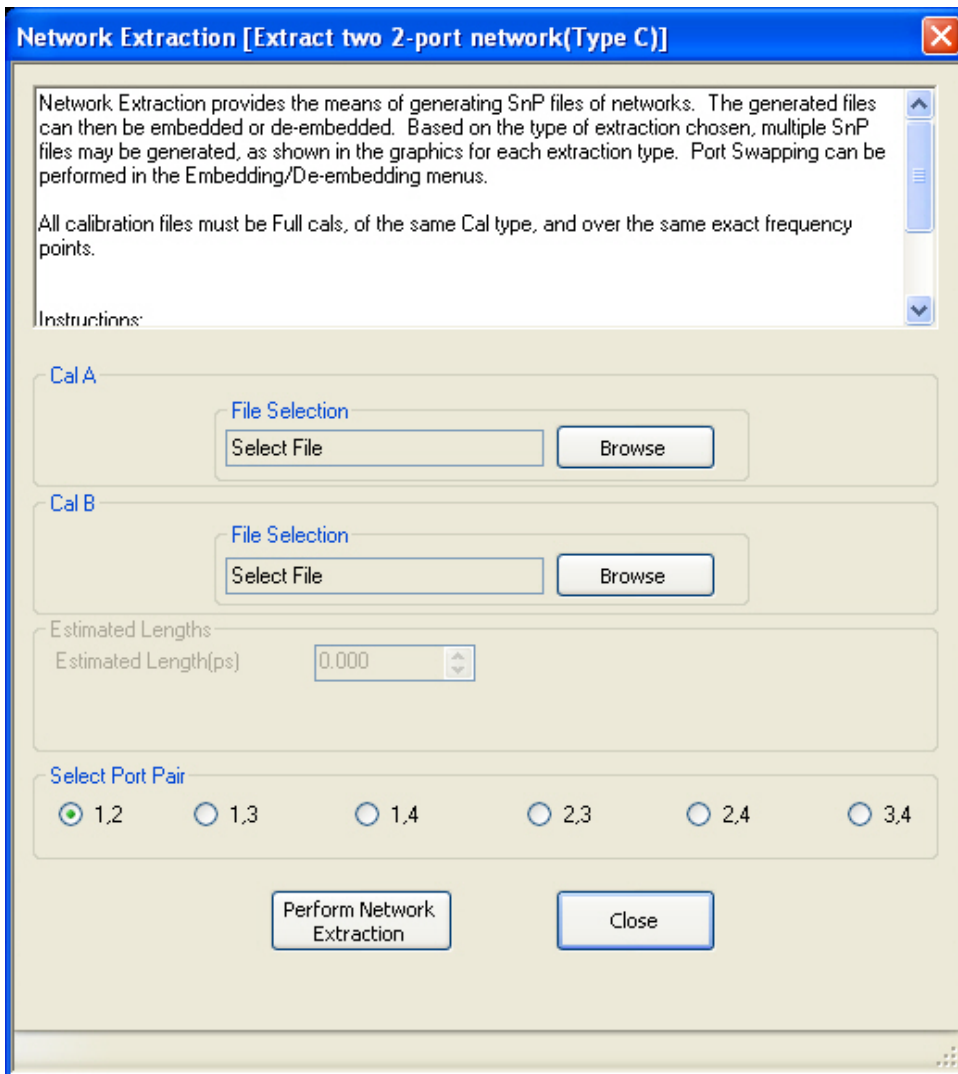 Network Extraction [Extract two 2-port network(Type C)]
Network Extraction provides the means of generating SnP files of networks.  The generated files
can then be embedded or de-embedded.  Based on the type of extraction chosen, multiple SnP
files may be generated, as shown in the graphics for each extraction type.  Port Swapping can be
performed in the Embedding/De-embedding menus.
All calibration files must be Full cals, of the same Cal type, and over the same exact frequency
points.
Instructions:
Cal A
File Selection
Select File
Browse
Cal B
File Selection
Select File
Browse
Estimated Lengths
Estimated Length(ps)
0.000
Select Port Pair
1,2
1,3
1,4
2,3
2,4
3,4
Perform Network
Extraction
Close